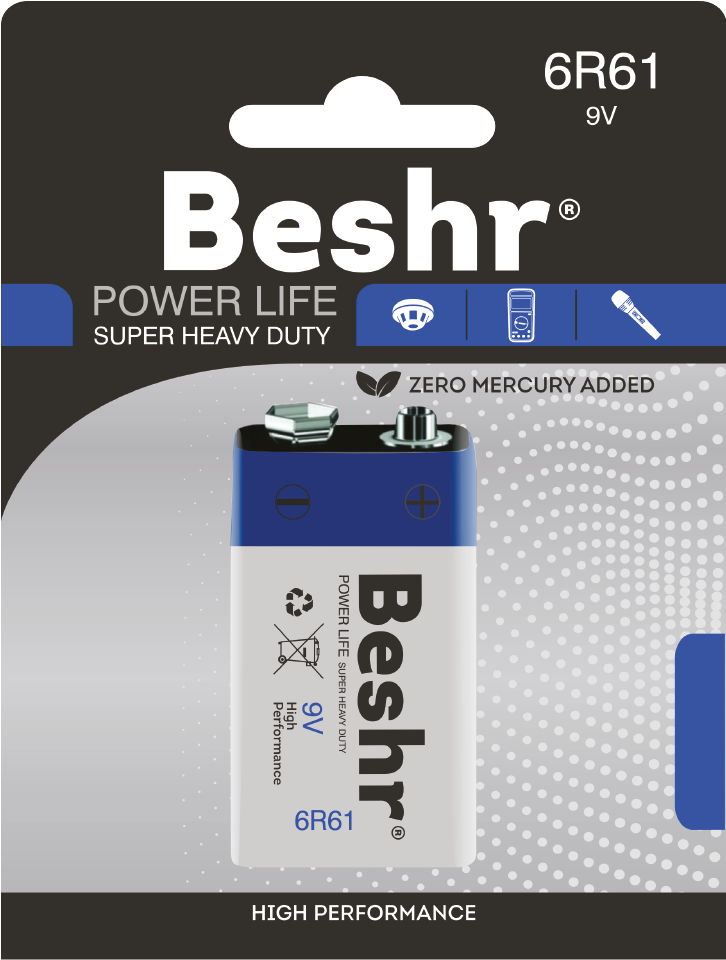 6R61
9V
Beshr®
POWER LIFE
SUPER HEAVY DUTY
ZERO MERCURY ADDED
Beshr®
POWER LIFE SUPER HEAVY DUTY
9V
High
Performance
6R61
HIGH PERFORMANCE